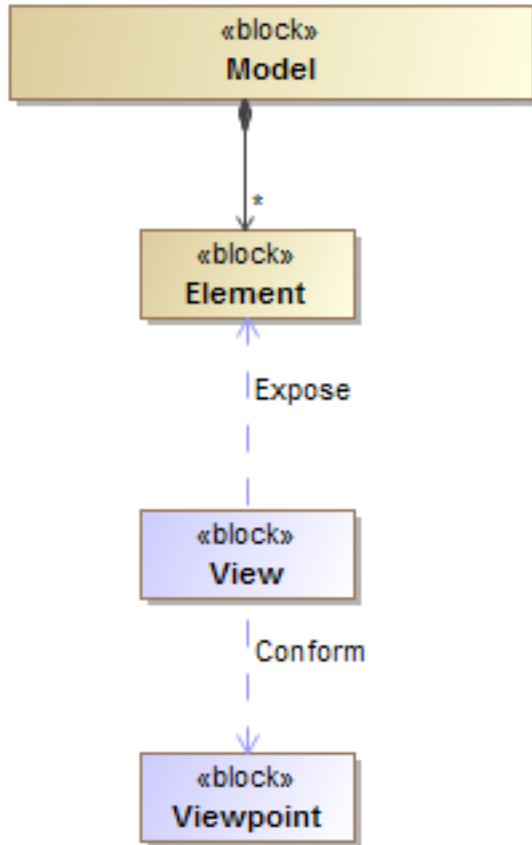 «block»
Model
*
«block»
Element
Expose
«block»
View
Conform
«block»
Viewpoint